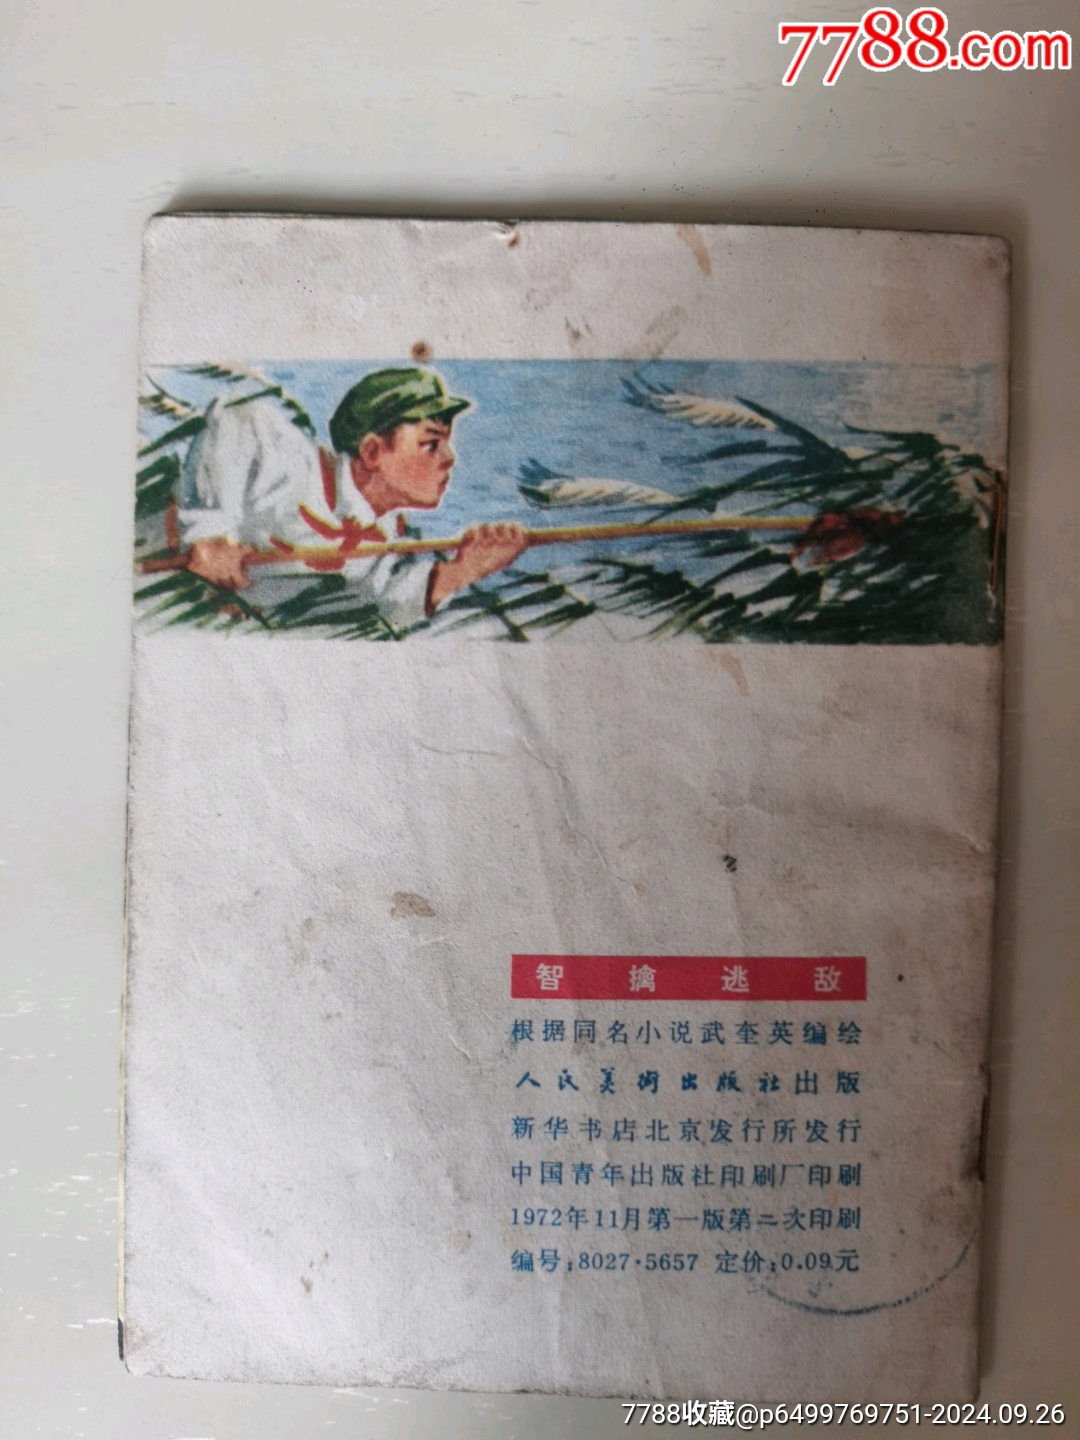 7788.com
智擒逃敌
根据同名小说武奎英编绘
人民美術出版社出版
新华书店北京发行所发行
中国青年出版社印刷厂印刷
1972年11月第一版第二次印刷
编号:8027·5657 定价:0.09元
7788收藏@p6499769751-2024.09.26